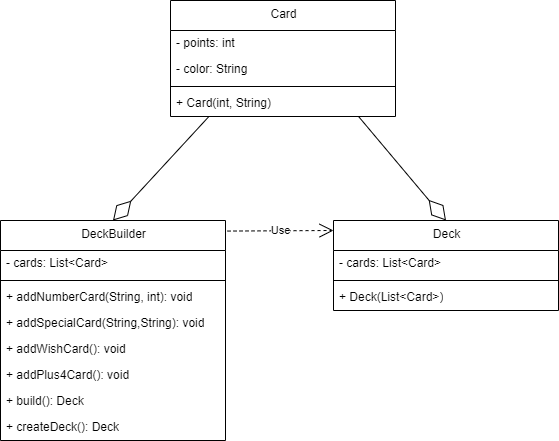 Card
- points: int
- color: String
+ Card(int, String)
DeckBuilder
- cards: List<Card>
+ addNumberCard(String, int): void
+ addSpecialCard(String,String): void
+ addWishCard(): void
+ addPlus4Card(): void
+ build(): Deck
+ createDeck(): Deck
Use
Deck
- cards: List<Card>
+ Deck(List<Card>)